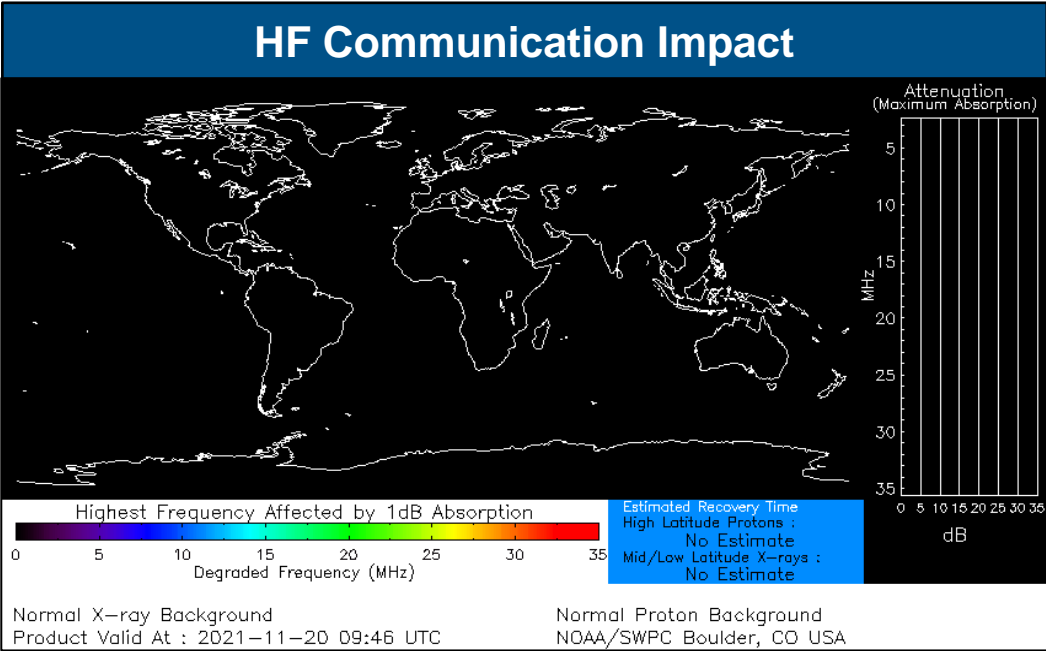 HF Communication Impact
Attenuation
(Maximum Absorption)
5
10
15
20
25
30
35
MHz
0 5 10 15 20 25 30 35
dB
Highest Frequency Affected by 1dB Absorption
0 5 10 15 20 25 30 35
Degraded Frequency (MHz)
Estimated Recovery Time
High Latitude Protons :
No Estimate
Mid/Low Latitude X-rays :
No Estimate
Normal X-ray Background
Product Valid At : 2021-11-20 09:46 UTC
Normal Proton Background
NOAA/SWPC Boulder, CO USA